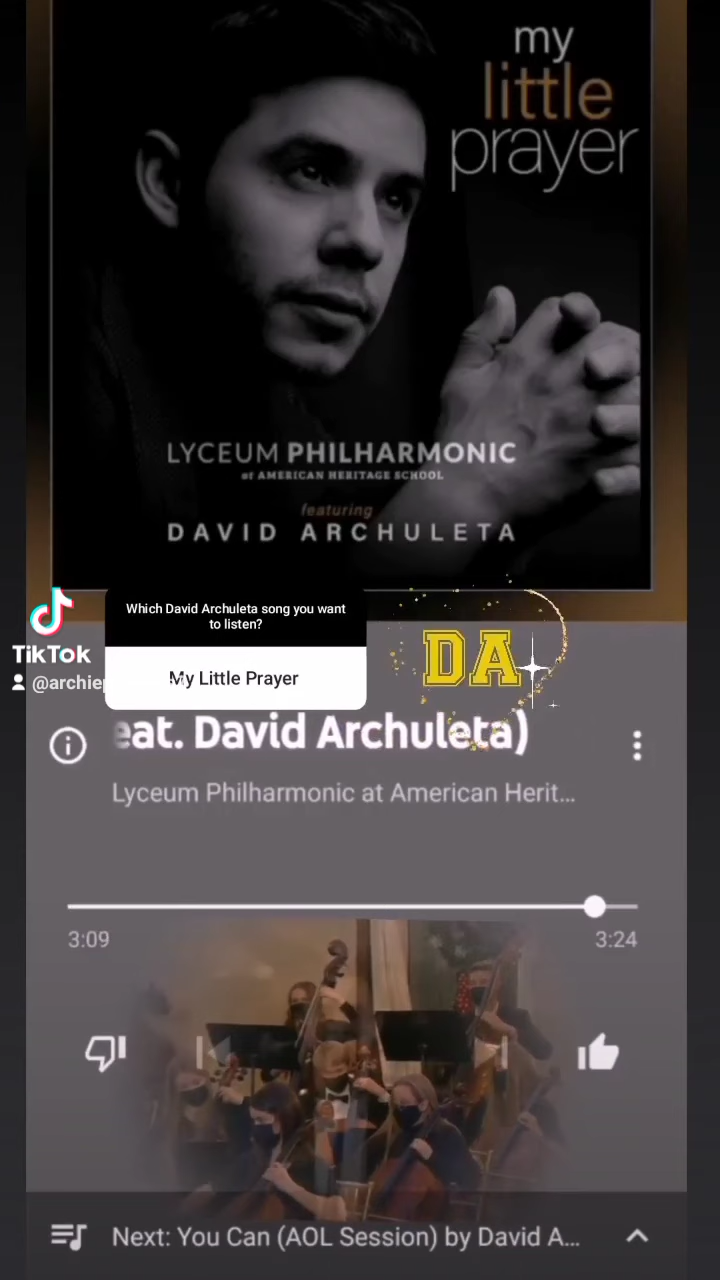 my
little
prayer
LYCEUM PHILHARMONIC
at AMERICAN HERITAGE SCHOOL
featuring
DAVID ARCHULETA
Which David Archuleta song you want
to listen?
My Little Prayer
DA
TikTok
@archie
eat. David Archuleta)
Lyceum Philharmonic at American Herit...
3:09
3:24
Next: You Can (AOL Session) by David A...